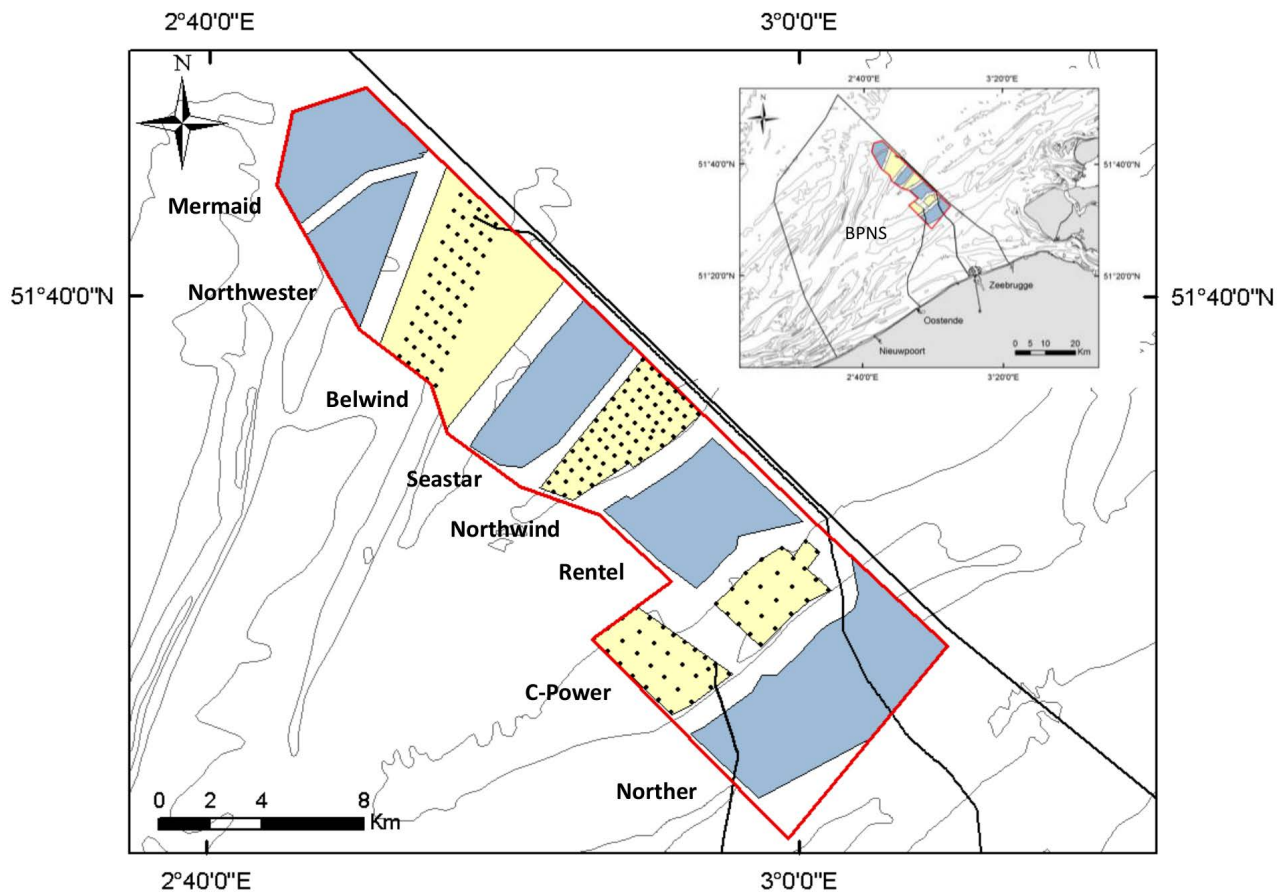 2°40'0"E
3°0'0"E
N
2°40'0"E
3°20'0"E
N
51°40'0"N
51°40'0"N
Mermaid
BPNS
Northwester
51°20'0"N
51°20'0"N
Zeebrugge
51°40'0"N
51°40'0"N
Oostende
Nieuwpoort
0 5 10 20
Km
2°40'0"E
3°20'0"E
Belwind
Seastar
Northwind
Rentel
C-Power
Norther
0 2 4 8
Km
2°40'0"E
3°0'0"E